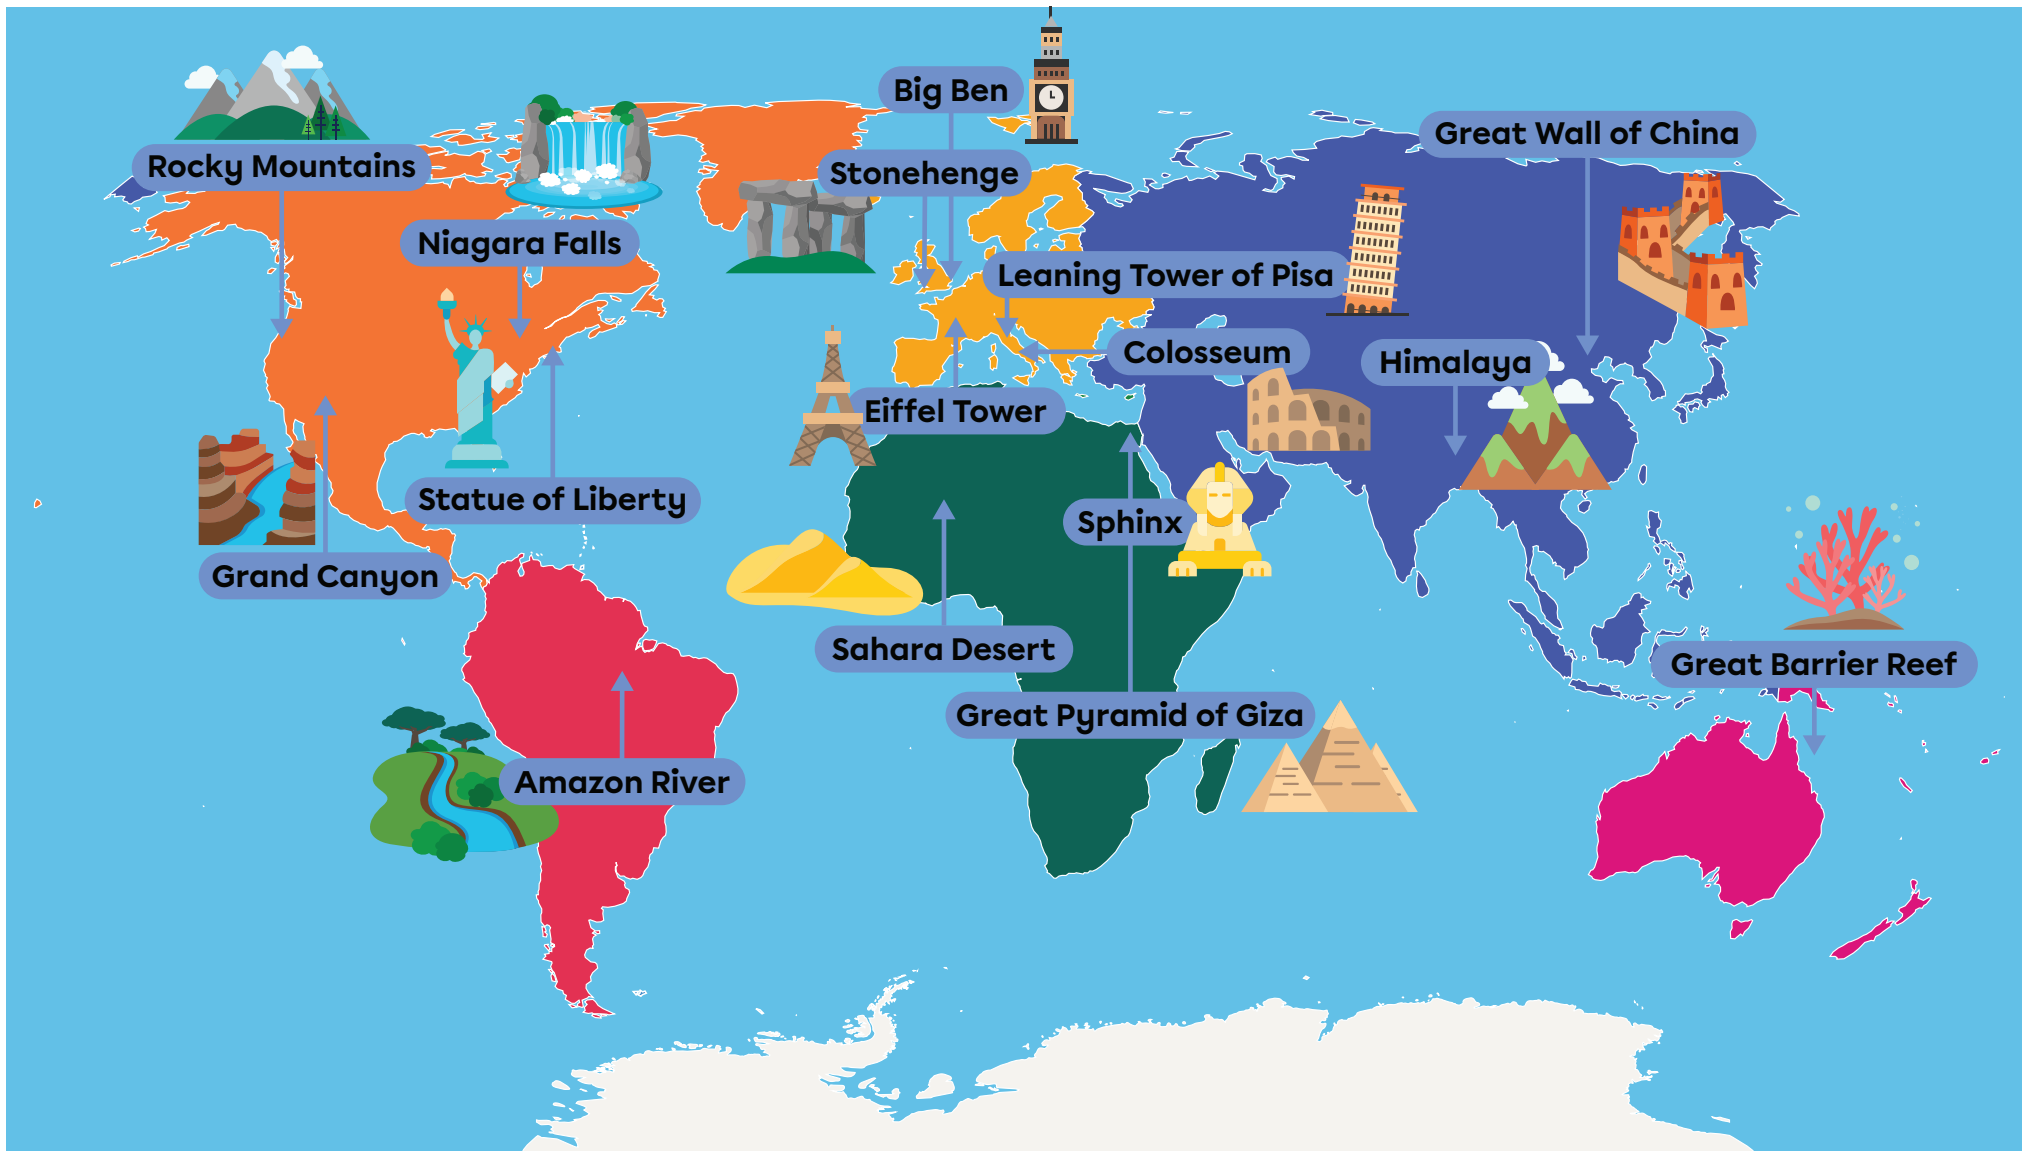 Big Ben
Great Wall of China
Rocky Mountains
Stonehenge
Niagara Falls
Leaning Tower of Pisa
Colosseum
Himalaya
Eiffel Tower
Statue of Liberty
Sphinx
Grand Canyon
Sahara Desert
Great Barrier Reef
Great Pyramid of Giza
Amazon River